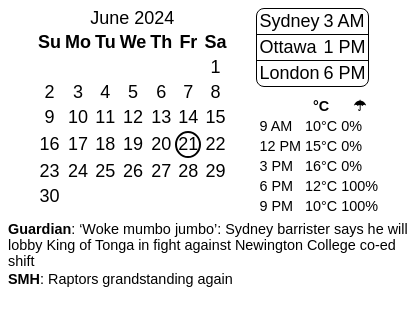 June 2024
Su Mo Tu We Th Fr Sa
1
2 3 4 5 6 7 8
9 10 11 12 13 14 15
16 17 18 19 20 21 22
23 24 25 26 27 28 29
30
Sydney 3 AM
Ottawa 1 PM
London 6 PM
°C ☂
9 AM 10°C 0%
12 PM 15°C 0%
3 PM 16°C 0%
6 PM 12°C 100%
9 PM 10°C 100%
Guardian: ‘Woke mumbo jumbo’: Sydney barrister says he will
lobby King of Tonga in fight against Newington College co-ed
shift
SMH: Raptors grandstanding again